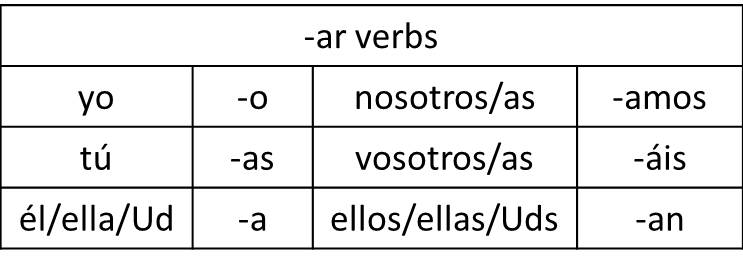 -ar verbs
yo -o nosotros/as -amos
tú -as vosotros/as -áis
él/ella/Ud -a ellos/ellas/Uds -an